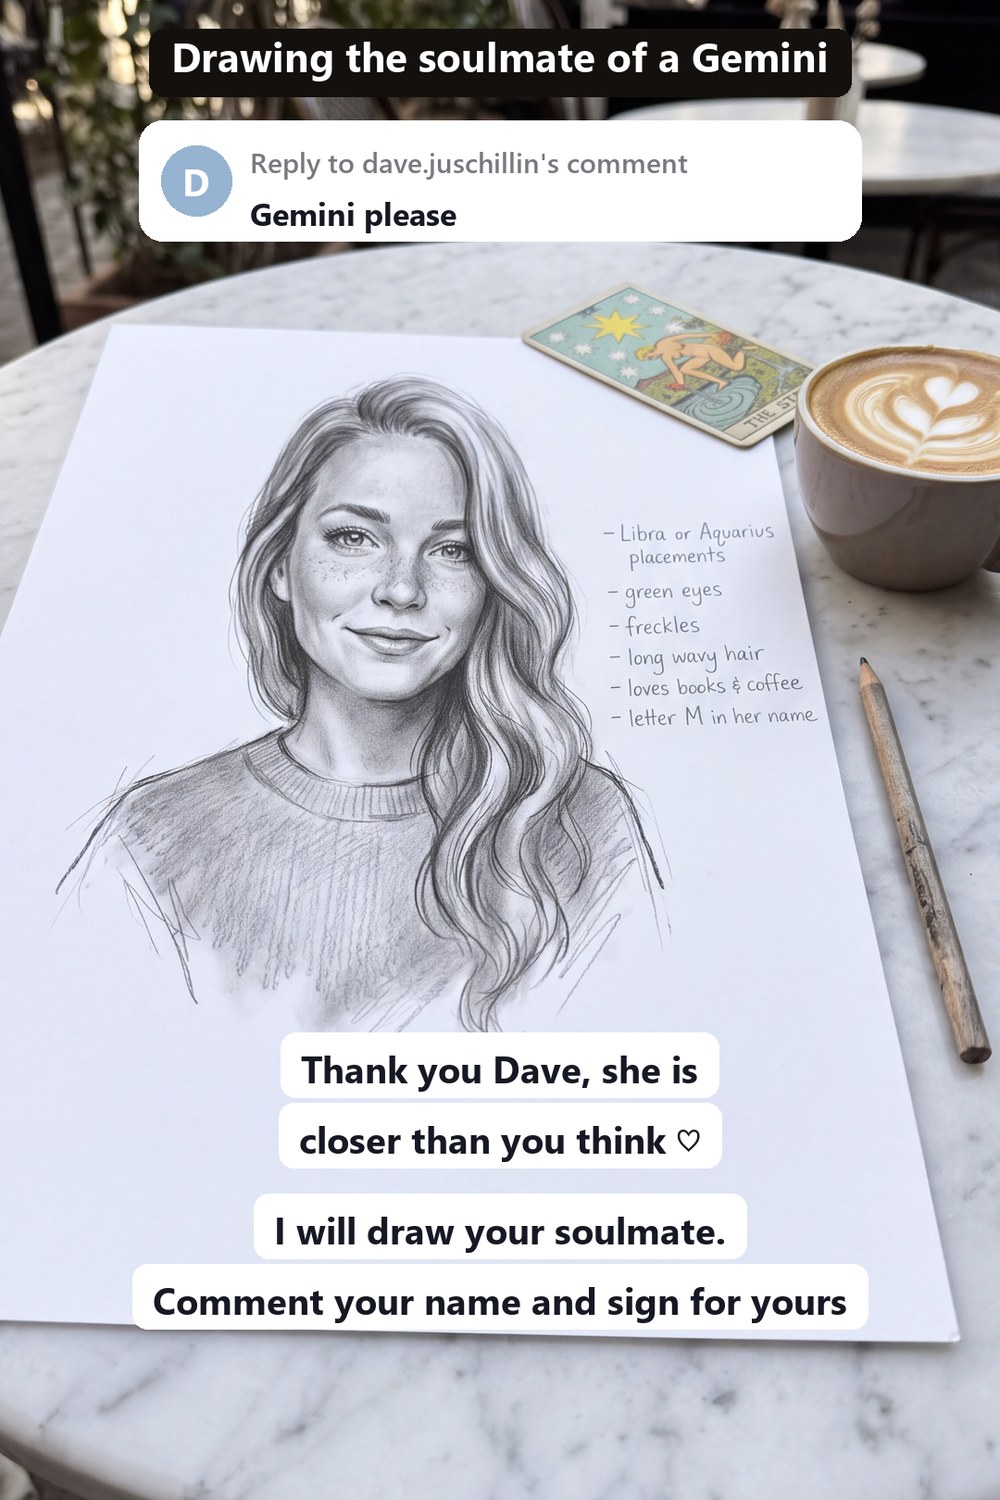 Drawing the soulmate of a Gemini
D
Reply to dave.juschillin's comment
Gemini please
THE
– Libra or Aquarius
placements
– green eyes
– freckles
– long wavy hair
– loves books & coffee
– letter M in her name
Thank you Dave, she is
closer than you think ♡
I will draw your soulmate.
Comment your name and sign for yours